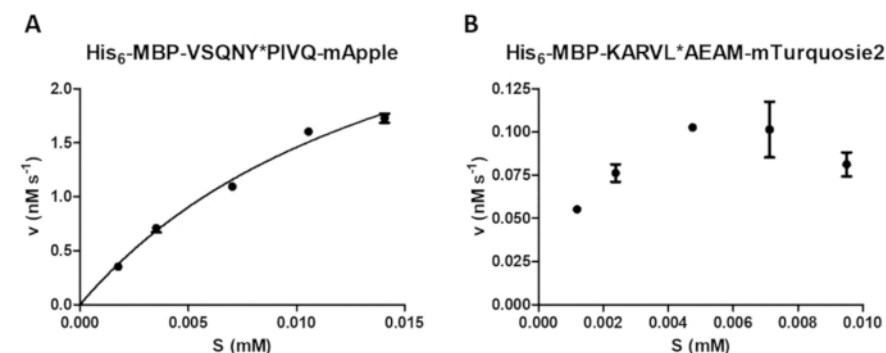 A
His6-MBP-VSQNY*PIVQ-mApple
2.0
1.5
1.0
0.5
0.0
v (nM s-1)
0.000
0.005
0.010
0.015
S (mM)
B
His6-MBP-KARVL*AEAM-mTurquosie2
0.125
0.100
0.075
0.050
0.025
0.000
v (nM s-1)
0.000
0.002
0.004
0.006
0.008
0.010
S (mM)